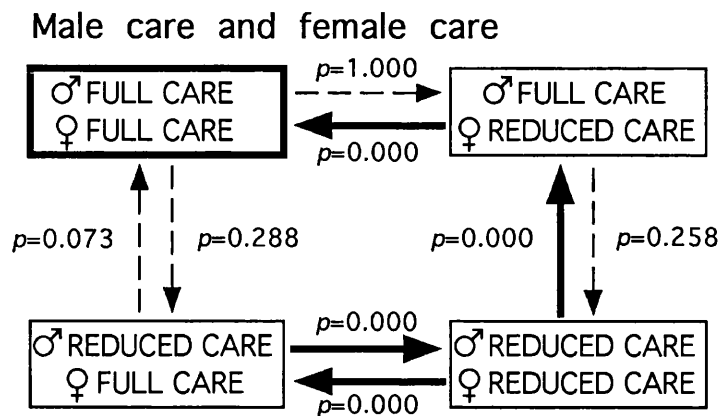 Male care and female care
♂ FULL CARE
♀ FULL CARE
p=1.000
p=0.000
♂ FULL CARE
♀ REDUCED CARE
p=0.073
p=0.288
p=0.000
p=0.258
♂ REDUCED CARE
♀ FULL CARE
p=0.000
p=0.000
♂ REDUCED CARE
♀ REDUCED CARE